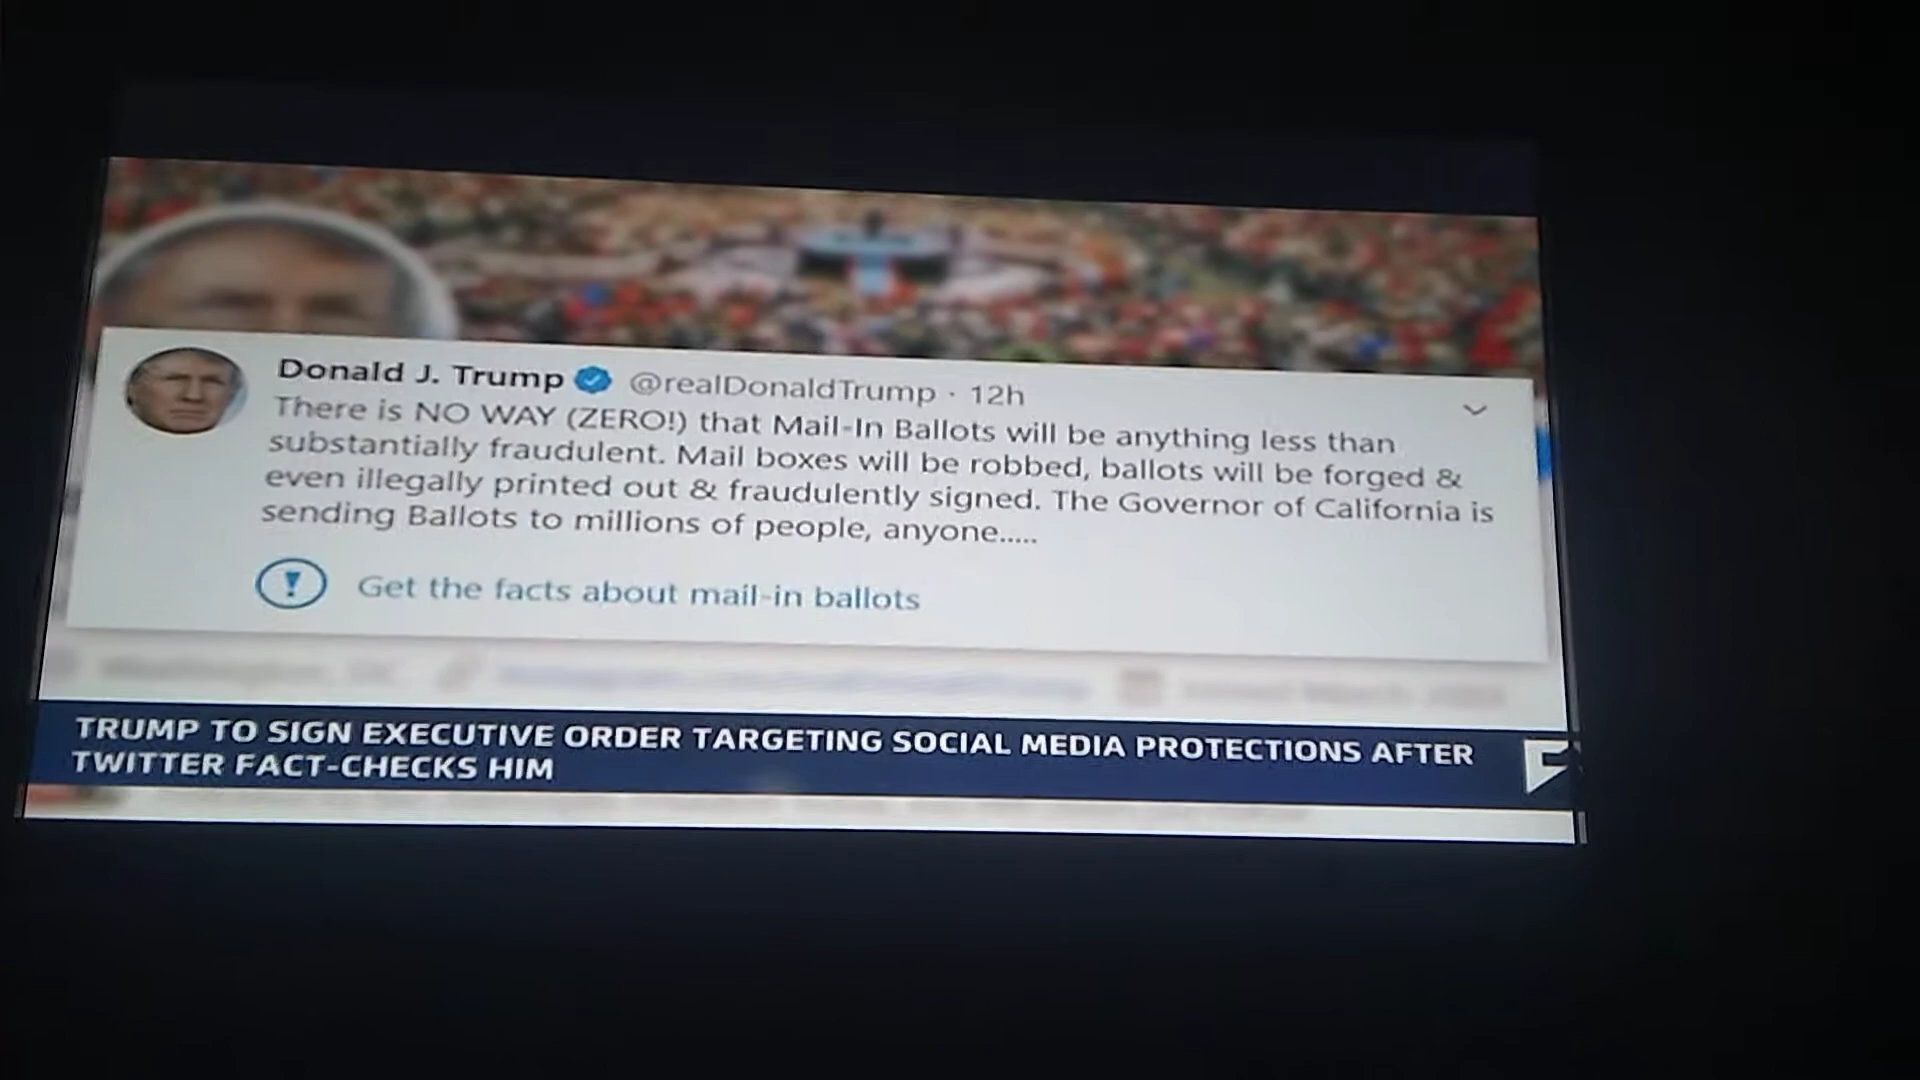 Donald J. Trump @realDonaldTrump · 12h
There is NO WAY (ZERO!) that Mail-In Ballots will be anything less than
substantially fraudulent. Mail boxes will be robbed, ballots will be forged &
even illegally printed out & fraudulently signed. The Governor of California is
sending Ballots to millions of people, anyone.....
Get the facts about mail-in ballots
TRUMP TO SIGN EXECUTIVE ORDER TARGETING SOCIAL MEDIA PROTECTIONS AFTER
TWITTER FACT-CHECKS HIM